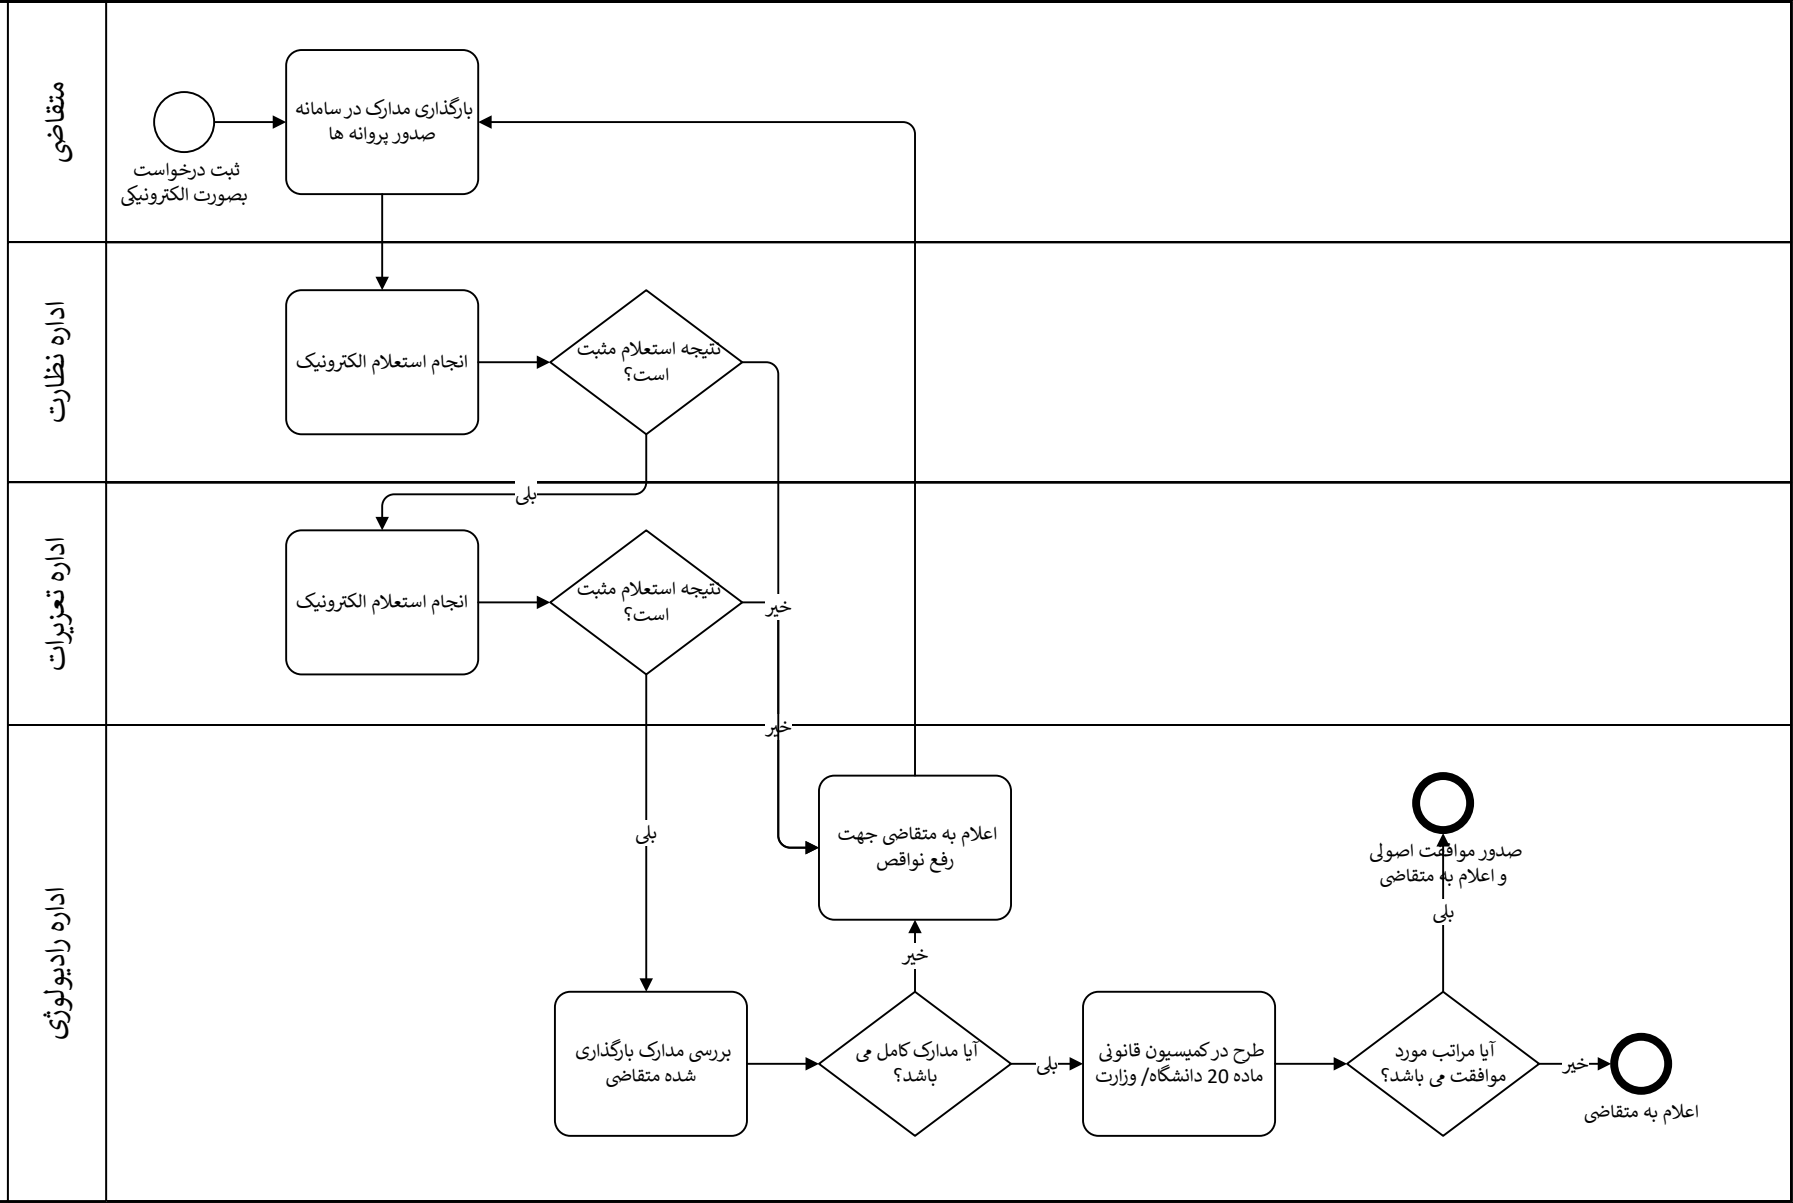 متقاضی
ثبت درخواست
بصورت الکترونیکی
بارگذاری مدارک در سامانه
صدور پروانه ها
اداره نظارت
انجام استعلام الکترونیک
نتیجه استعلام مثبت
است؟
بلی
اداره تعزیرات
انجام استعلام الکترونیک
نتیجه استعلام مثبت
است؟
خیر
خیر
بلی
اداره رادیولوژی
اعلام به متقاضی جهت
رفع نواقص
خیر
بررسی مدارک بارگذاری
شده متقاضی
آیا مدارک کامل می
باشد؟
بلی
طرح در کمیسیون قانونی
ماده 20 دانشگاه/ وزارت
آیا مراتب مورد
موافقت می باشد؟
بلی
صدور موافقت اصولی
و اعلام به متقاضی
خیر
اعلام به متقاضی